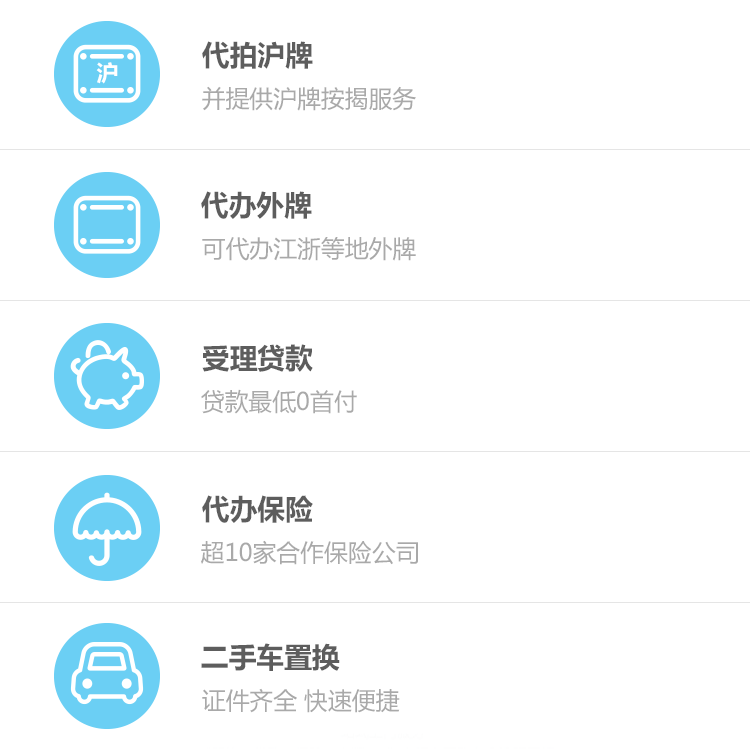 沪
代拍沪牌
并提供沪牌按揭服务
代办外牌
可代办江浙等地外牌
受理贷款
贷款最低0首付
代办保险
超10家合作保险公司
二手车置换
证件齐全 快速便捷